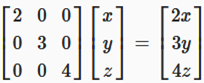 [2 0 0] [x] = [2x]
[0 3 0] [y] = [3y]
[0 0 4] [z] = [4z]